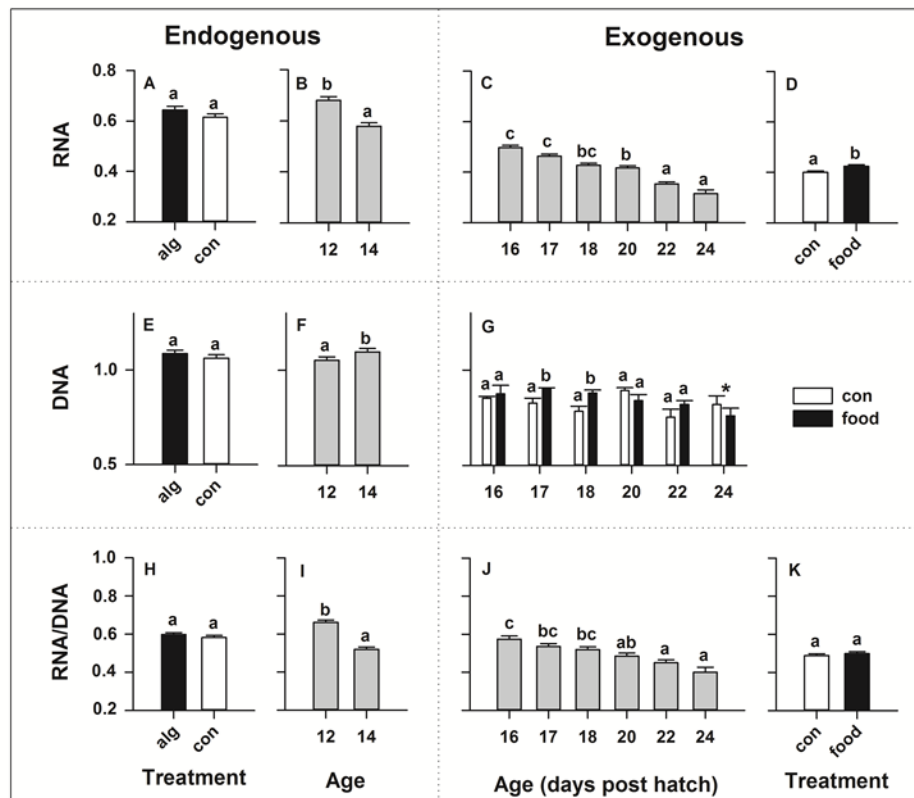 Endogenous Exogenous
RNA
0.8
0.6
0.4
0.2
A
a a
alg con
B
b a
12 14
C
c c bc b a a
16 17 18 20 22 24
D
a b
con food
DNA
1.0
0.5
E
a a
alg con
F
a b
12 14
G
a a a b a b a a a a *
16 17 18 20 22 24
con
food
RNA/DNA
1.0
0.8
0.6
0.4
0.2
H
a a
alg con
I
b a
12 14
J
c bc bc ab a a
16 17 18 20 22 24
K
a a
con food
Treatment Age Age (days post hatch) Treatment